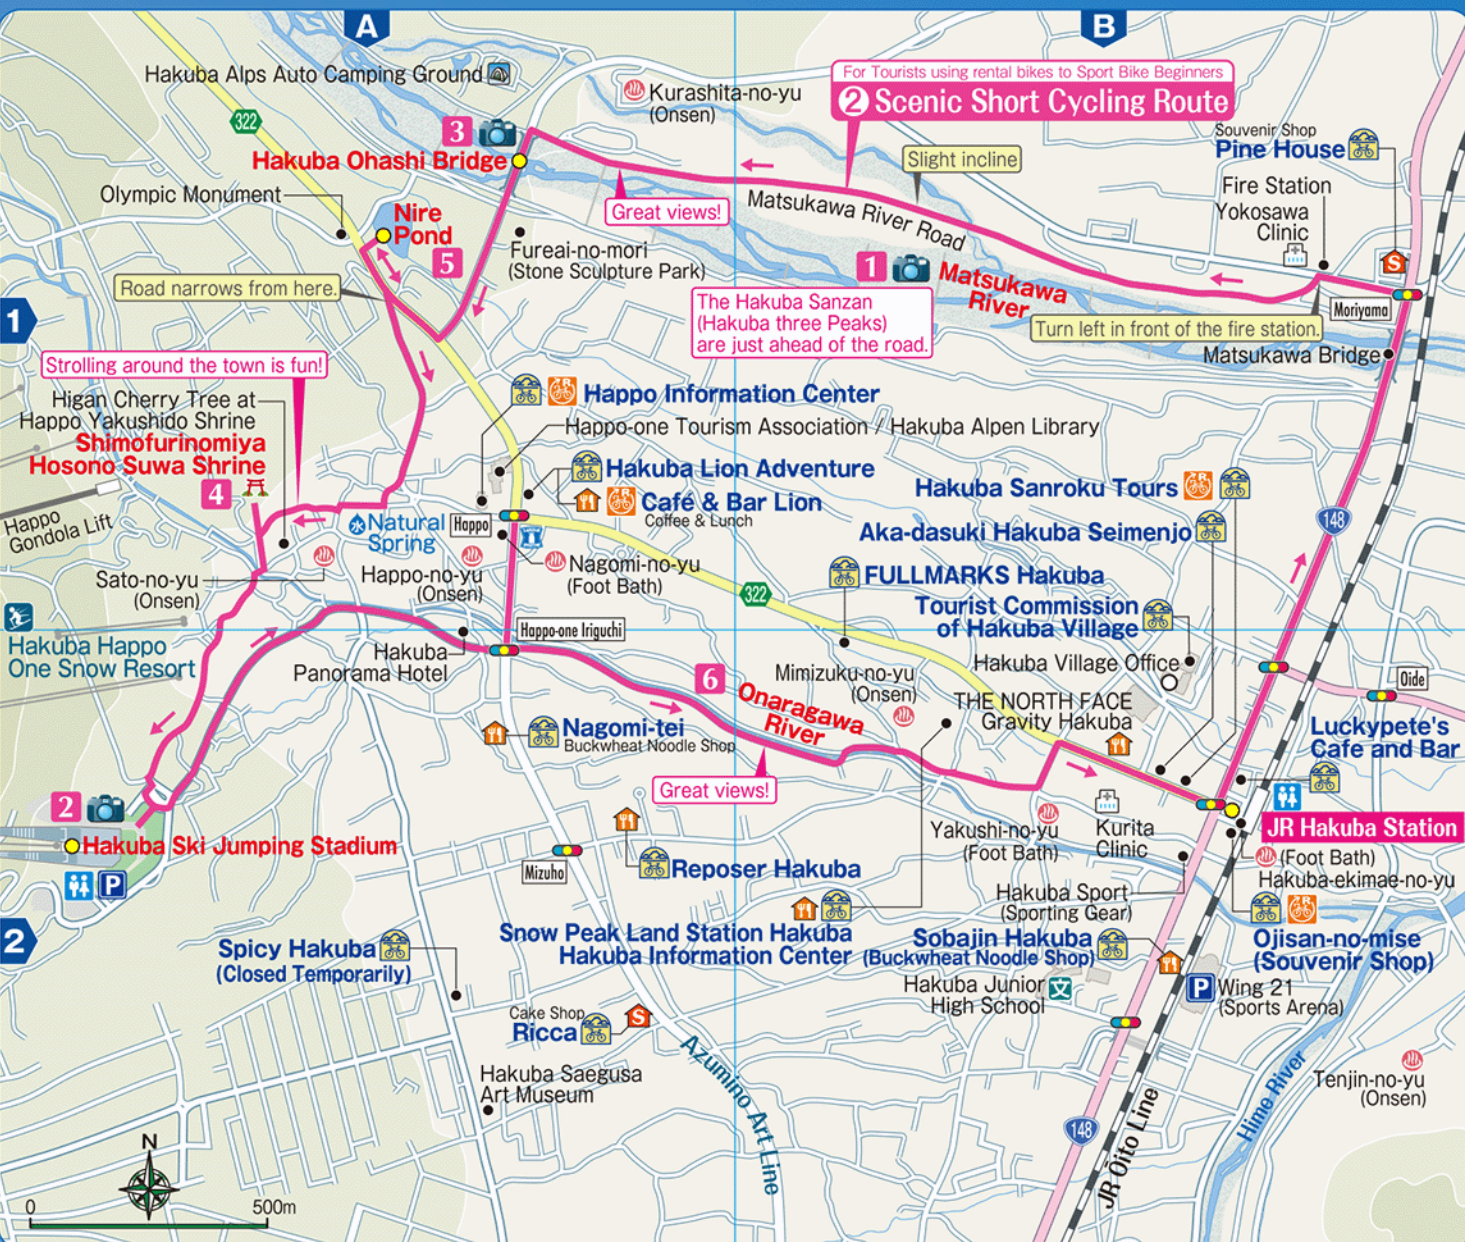 A
B
Hakuba Alps Auto Camping Ground
For Tourists using rental bikes to Sport Bike Beginners
2 Scenic Short Cycling Route
Kurashita-no-yu
(Onsen)
322
3
Hakuba Ohashi Bridge
Slight incline
Souvenir Shop
Pine House
Olympic Monument
Great views!
Matsukawa River Road
Fire Station
Yokosawa
Clinic
Nire
Pond
5
Fureai-no-mori
(Stone Sculpture Park)
1
Matsukawa
River
S
Road narrows from here.
The Hakuba Sanzan
(Hakuba three Peaks)
are just ahead of the road.
Moriyama
1
Turn left in front of the fire station.
Matsukawa Bridge
Strolling around the town is fun!
Higan Cherry Tree at
Happo Yakushido Shrine
Shimofurinomiya
Hosono Suwa Shrine
4
Happo Information Center
Happo-one Tourism Association / Hakuba Alpen Library
Hakuba Lion Adventure
Café & Bar Lion
Coffee & Lunch
Hakuba Sanroku Tours
Aka-dasuki Hakuba Seimenjo
148
Happo
Gondola Lift
水
Natural
Spring
Happo
Nagomi-no-yu
(Foot Bath)
Happo-no-yu
(Onsen)
Sato-no-yu
(Onsen)
322
FULLMARKS Hakuba
Tourist Commission
of Hakuba Village
Happo-one Iriguchi
Hakuba Happo
One Snow Resort
Hakuba
Panorama Hotel
6
Onaragawa
River
Mimizuku-no-yu
(Onsen)
Hakuba Village Office
THE NORTH FACE
Gravity Hakuba
Oide
Nagomi-tei
Buckwheat Noodle Shop
Luckypete's
Cafe and Bar
Great views!
2
Hakuba Ski Jumping Stadium
P
Yakushi-no-yu
(Foot Bath)
Kurita
Clinic
JR Hakuba Station
(Foot Bath)
Hakuba-ekimae-no-yu
Mizuho
Reposer Hakuba
Hakuba Sport
(Sporting Gear)
2
Snow Peak Land Station Hakuba
Hakuba Information Center
Sobajin Hakuba
(Buckwheat Noodle Shop)
Ojisan-no-mise
(Souvenir Shop)
Spicy Hakuba
(Closed Temporarily)
Hakuba Junior
High School
文
P
Wing 21
(Sports Arena)
Cake Shop
Ricca
S
Azumino Art Line
Hakuba Saegusa
Art Museum
Hime River
Tenjin-no-yu
(Onsen)
148
JR Oito Line
N
0
500m